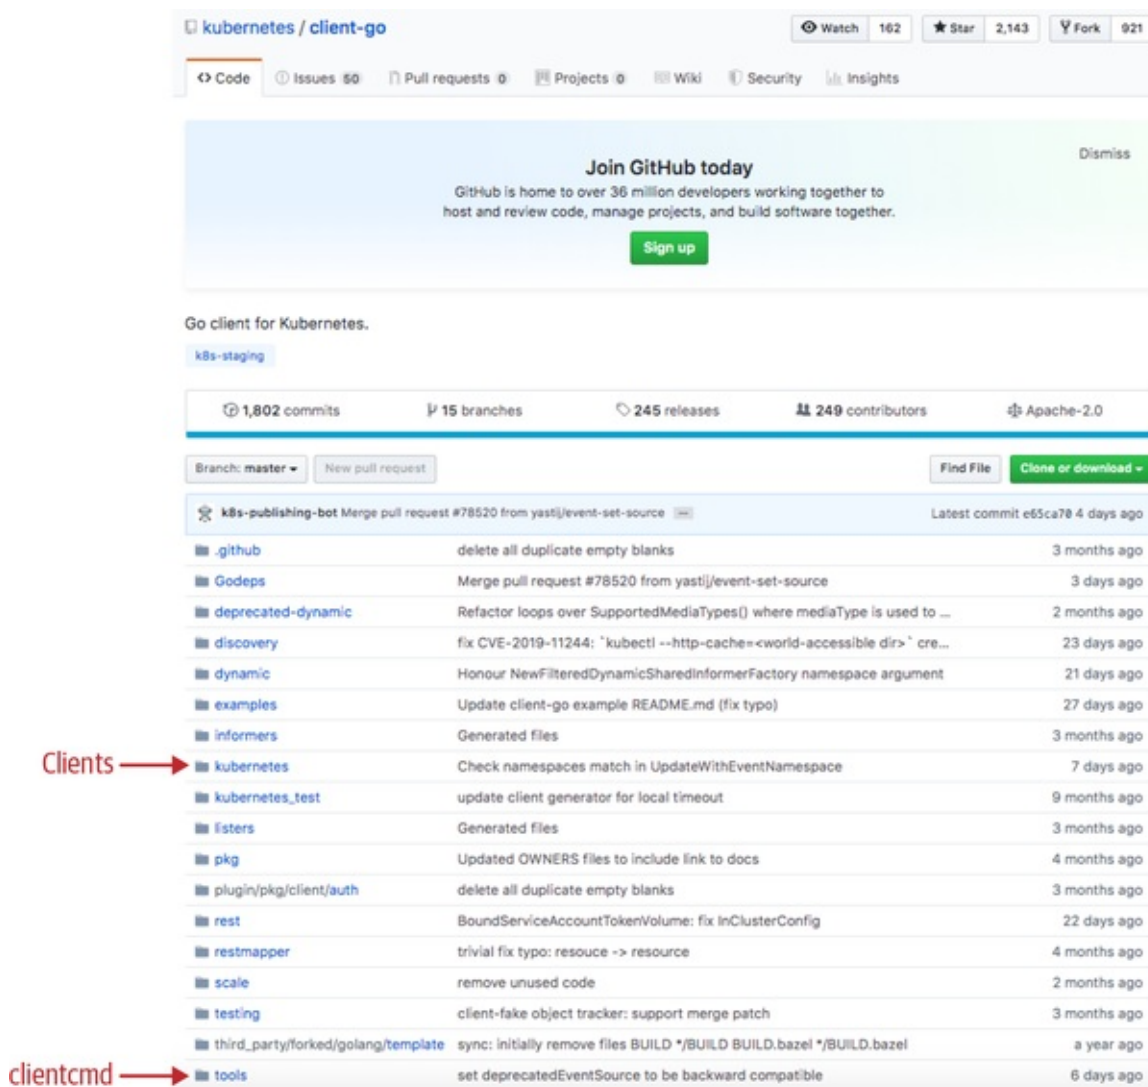 kubernetes / client-go Watch 162 Star 2,143 Fork 921
Code Issues 50 Pull requests 0 Projects 0 Wiki Security Insights
Dismiss
Join GitHub today
GitHub is home to over 36 million developers working together to
host and review code, manage projects, and build software together.
Sign up
Go client for Kubernetes.
k8s-staging
1,802 commits 15 branches 245 releases 249 contributors Apache-2.0
Branch: master New pull request Find File Clone or download
k8s-publishing-bot Merge pull request #78520 from yastij/event-set-source ... Latest commit e65ca70 4 days ago
.github delete all duplicate empty blanks 3 months ago
Godeps Merge pull request #78520 from yastij/event-set-source 3 days ago
deprecated-dynamic Refactor loops over SupportedMediaTypes() where mediaType is used to ... 2 months ago
discovery fix CVE-2019-11244: `kubectl --http-cache=<world-accessible dir>` cre... 23 days ago
dynamic Honour NewFilteredDynamicSharedInformerFactory namespace argument 21 days ago
examples Update client-go example README.md (fix typo) 27 days ago
informers Generated files 3 months ago
Clients kubernetes Check namespaces match in UpdateWithEventNamespace 7 days ago
kubernetes_test update client generator for local timeout 9 months ago
listers Generated files 3 months ago
pkg Updated OWNERS files to include link to docs 4 months ago
plugin/pkg/client/auth delete all duplicate empty blanks 3 months ago
rest BoundServiceAccountTokenVolume: fix InClusterConfig 22 days ago
restmapper trivial fix typo: resouce -> resource 4 months ago
scale remove unused code 2 months ago
testing client-fake object tracker: support merge patch 3 months ago
third_party/forked/golang/template sync: initially remove files BUILD */BUILD BUILD.bazel */BUILD.bazel a year ago
clientcmd tools set deprecatedEventSource to be backward compatible 6 days ago